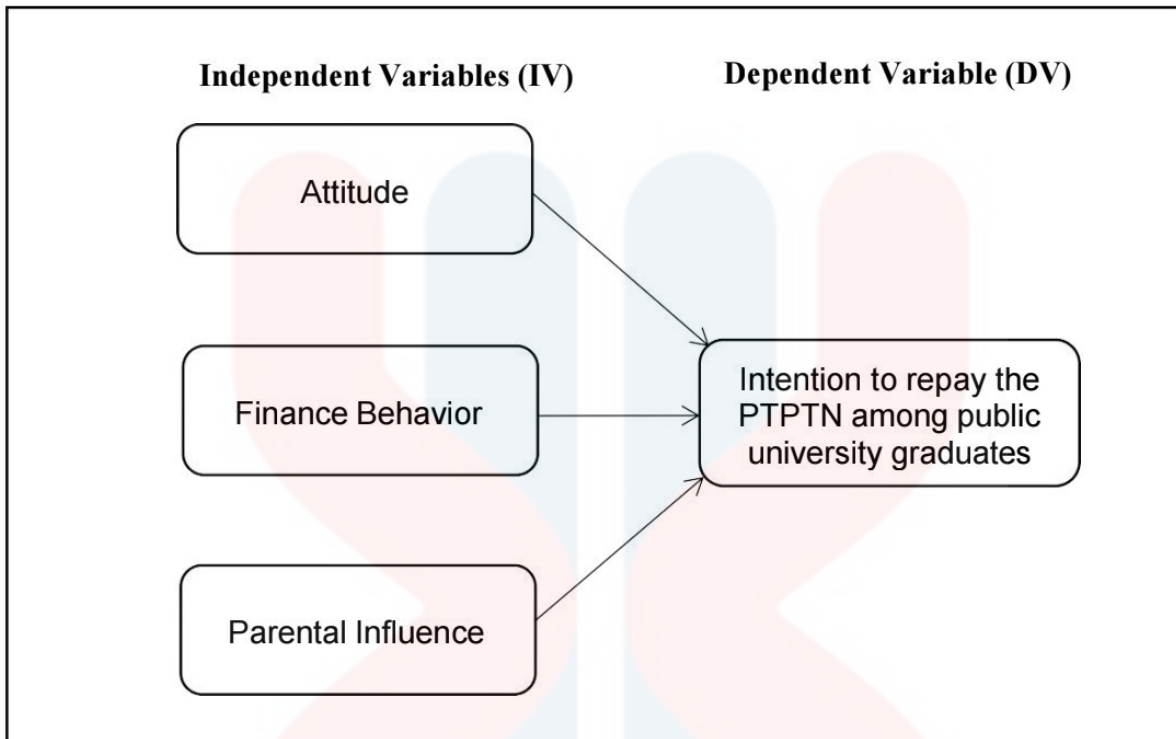 Independent Variables (IV)
Dependent Variable (DV)
Attitude
Finance Behavior
Parental Influence
Intention to repay the
PTPTN among public
university graduates